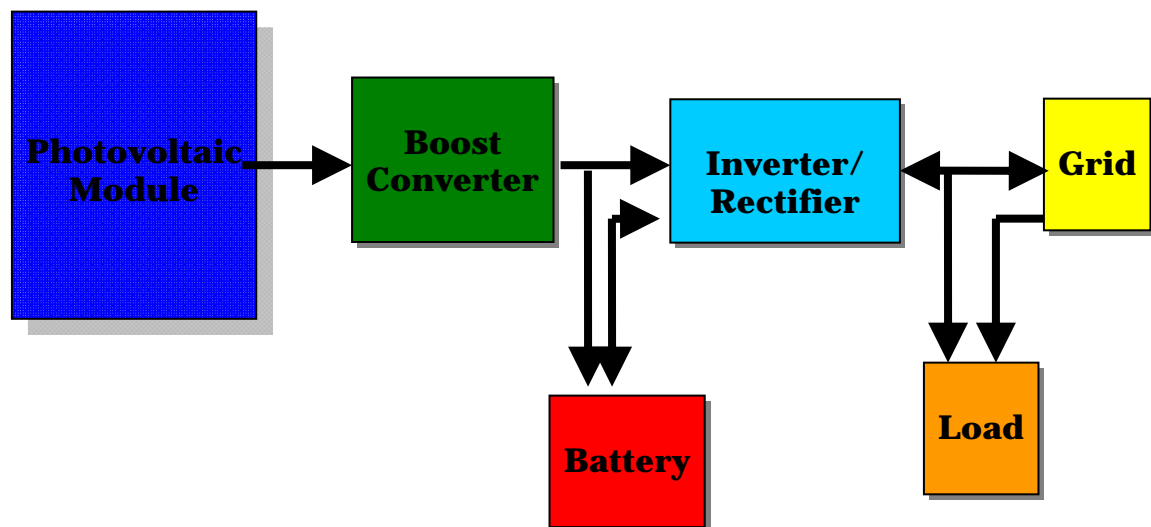 Photovoltaic
Module
Boost
Converter
Inverter/
Rectifier
Grid
Battery
Load